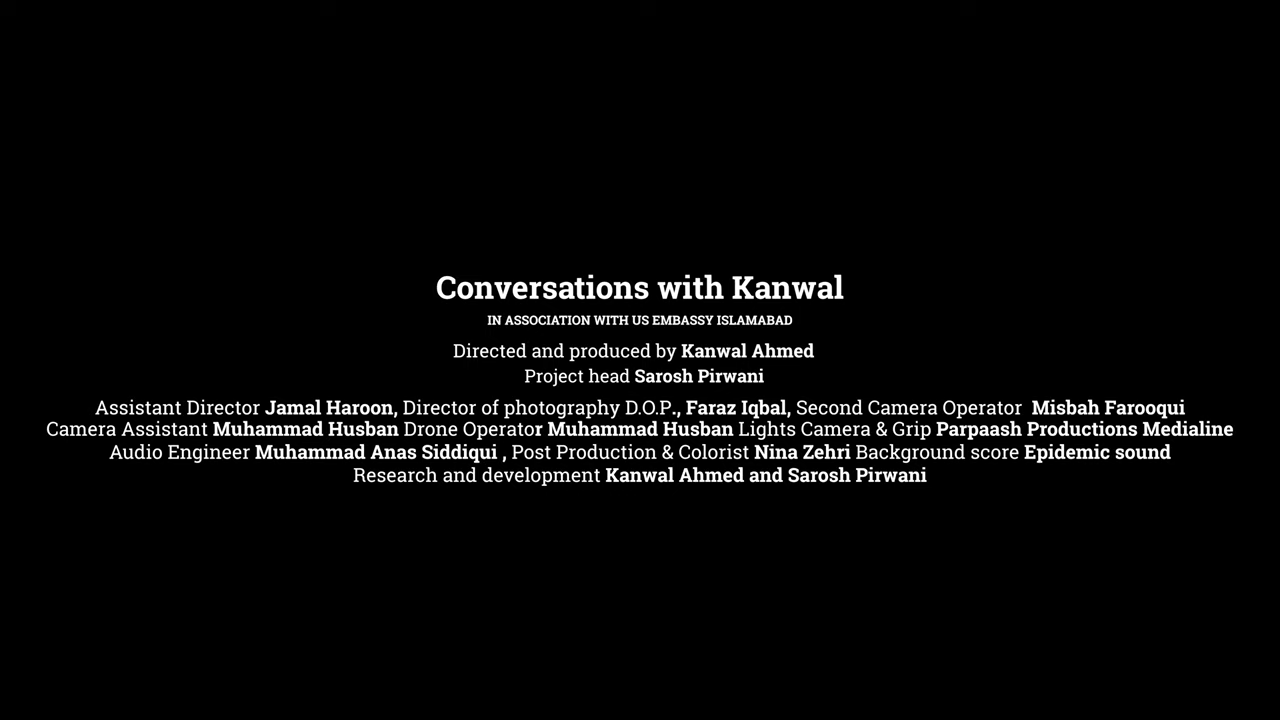 Conversations with Kanwal
IN ASSOCIATION WITH US EMBASSY ISLAMABAD
Directed and produced by Kanwal Ahmed
Project head Sarosh Pirwani
Assistant Director Jamal Haroon, Director of photography D.O.P., Faraz Iqbal, Second Camera Operator Misbah Farooqui
Camera Assistant Muhammad Husban Drone Operator Muhammad Husban Lights Camera & Grip Parpaash Productions Medialine
Audio Engineer Muhammad Anas Siddiqui , Post Production & Colorist Nina Zehri Background score Epidemic sound
Research and development Kanwal Ahmed and Sarosh Pirwani